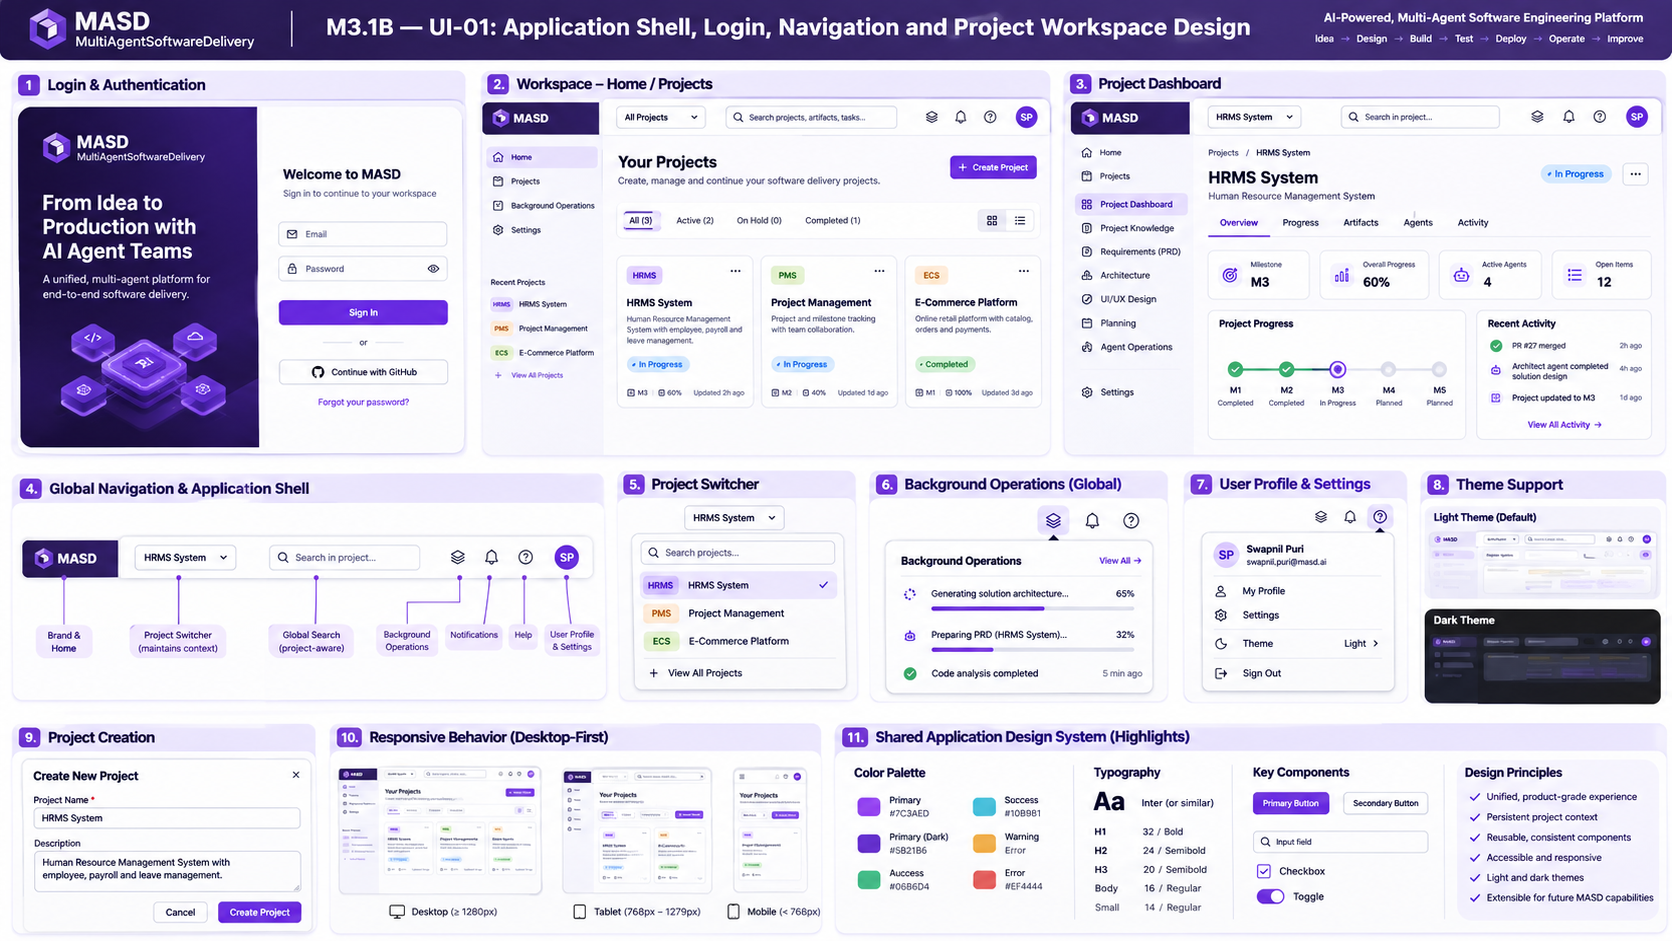 MASD
MultiAgentSoftwareDelivery
M3.1B — UI-01: Application Shell, Login, Navigation and Project Workspace Design
AI-Powered, Multi-Agent Software Engineering Platform
Idea → Design → Build → Test → Deploy → Operate → Improve
1 Login & Authentication
MASD
MultiAgentSoftwareDelivery
From Idea to
Production with
AI Agent Teams
A unified, multi-agent platform for
end-to-end software delivery.
</>
AI
Welcome to MASD
Sign in to continue to your workspace
Email
Password
Sign In
or
Continue with GitHub
Forgot your password?
2. Workspace – Home / Projects
MASD
All Projects
Search projects, artifacts, tasks...
SP
Home
Projects
Background Operations
Settings
Recent Projects
HRMS HRMS System
PMS Project Management
ECS E-Commerce Platform
+ View All Projects
Your Projects
Create, manage and continue your software delivery projects.
+ Create Project
All (3) Active (2) On Hold (0) Completed (1)
HRMS ...
HRMS System
Human Resource Management
System with employee, payroll and
leave management.
In Progress
M3 60% Updated 2h ago
PMS ...
Project Management
Project and milestone tracking
with team collaboration.
In Progress
M2 40% Updated 1d ago
ECS ...
E-Commerce Platform
Online retail platform with catalog,
orders and payments.
Completed
M1 100% Updated 3d ago
3. Project Dashboard
MASD
HRMS System
Search in project...
SP
Home
Projects
Project Dashboard
Project Knowledge
Requirements (PRD)
Architecture
UI/UX Design
Planning
Agent Operations
Settings
Projects / HRMS System
HRMS System
Human Resource Management System
In Progress
...
Overview Progress Artifacts Agents Activity
Milestone
M3
Overall Progress
60%
Active Agents
4
Open Items
12
Project Progress
M1 M2 M3 M4 M5
Completed Completed In Progress Planned Planned
Recent Activity
PR #27 merged 2h ago
Architect agent completed
solution design 4h ago
Project updated to M3 1d ago
View All Activity →
4. Global Navigation & Application Shell
MASD
HRMS System
Search in project...
SP
Brand &
Home
Project Switcher
(maintains context)
Global Search
(project-aware)
Background
Operations
Notifications
Help
User Profile
& Settings
5. Project Switcher
HRMS System
Search projects...
HRMS HRMS System
PMS Project Management
ECS E-Commerce Platform
+ View All Projects
6. Background Operations (Global)
Background Operations View All →
Generating solution architecture... 65%
Preparing PRD (HRMS System)... 32%
Code analysis completed 5 min ago
7. User Profile & Settings
SP
Swapnil Puri
swapnil.puri@masd.ai
My Profile
Settings
Theme Light
Sign Out
8. Theme Support
Light Theme (Default)
Dark Theme
9. Project Creation
Create New Project
Project Name *
HRMS System
Description
Human Resource Management System with
employee, payroll and leave management.
Cancel
Create Project
10. Responsive Behavior (Desktop-First)
Your Projects
Your Projects
Your Projects
Desktop (≥ 1280px)
Tablet (768px – 1279px)
Mobile (< 768px)
11. Shared Application Design System (Highlights)
Color Palette
Primary
#7C3AED
Soccess
#10B981
Primary (Dark)
#5B21B6
Warning
Error
Auccess
#06B6D4
Error
#EF4444
Typography
Aa Inter (or similar)
H1 32 / Bold
H2 24 / Semibold
H3 20 / Semibold
Body 16 / Regular
Small 14 / Regular
Key Components
Primary Button
Secondary Button
Input field
Checkbox
Toggle
Design Principles
Unified, product-grade experience
Persistent project context
Reusable, consistent components
Accessible and responsive
Light and dark themes
Extensible for future MASD capabilities